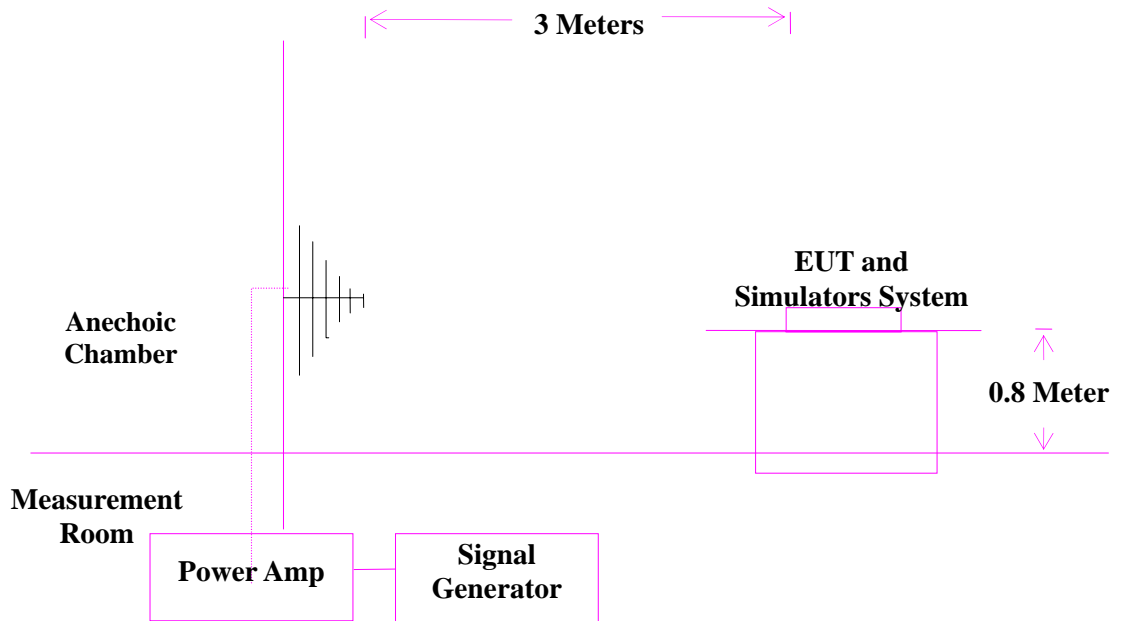 3 Meters
EUT and
Simulators System
Anechoic
Chamber
0.8 Meter
Measurement
Room
Power Amp
Signal
Generator